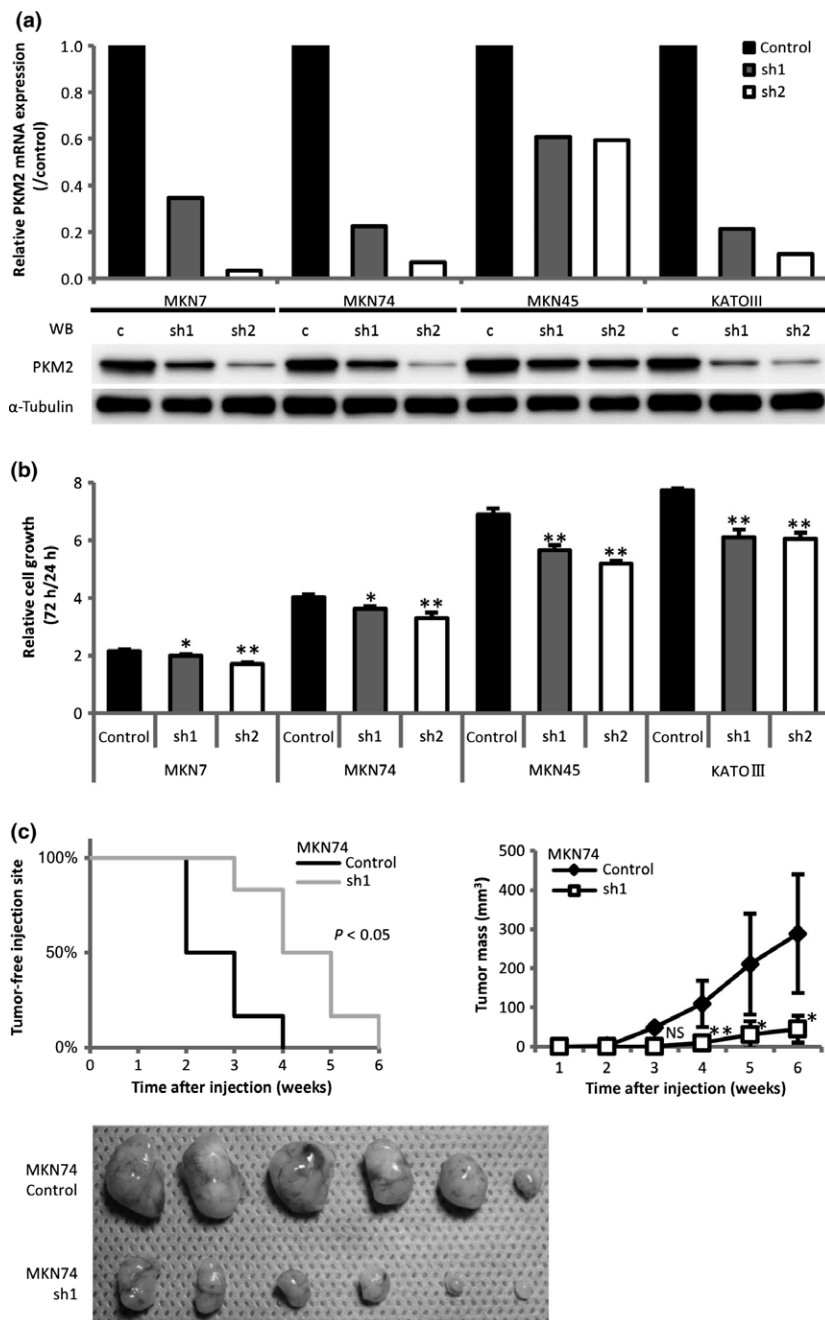 (a)
Relative PKM2 mRNA expression
(/control)
1.0
0.8
0.6
0.4
0.2
0.0
Control
sh1
sh2
MKN7 MKN74 MKN45 KATOIII
WB c sh1 sh2 c sh1 sh2 c sh1 sh2 c sh1 sh2
PKM2
α-Tubulin
(b)
Relative cell growth
(72 h/24 h)
8
6
4
2
0
* ** * ** ** ** ** **
Control sh1 sh2 Control sh1 sh2 Control sh1 sh2 Control sh1 sh2
MKN7 MKN74 MKN45 KATOIII
(c)
Tumor-free injection site
100%
50%
0%
MKN74
Control
sh1
P < 0.05
0 1 2 3 4 5 6
Time after injection (weeks)
Tumor mass (mm³)
500
400
300
200
100
0
MKN74
Control
sh1
NS ** * *
1 2 3 4 5 6
Time after injection (weeks)
MKN74
Control
MKN74
sh1